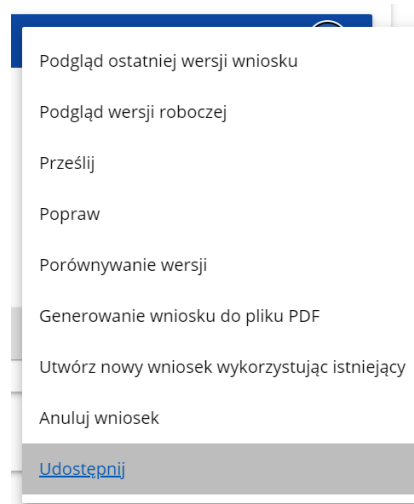 Podgląd ostatniej wersji wniosku
Podgląd wersji roboczej
Prześlij
Popraw
Porównywanie wersji
Generowanie wniosku do pliku PDF
Utwórz nowy wniosek wykorzystując istniejący
Anuluj wniosek
Udostępnij